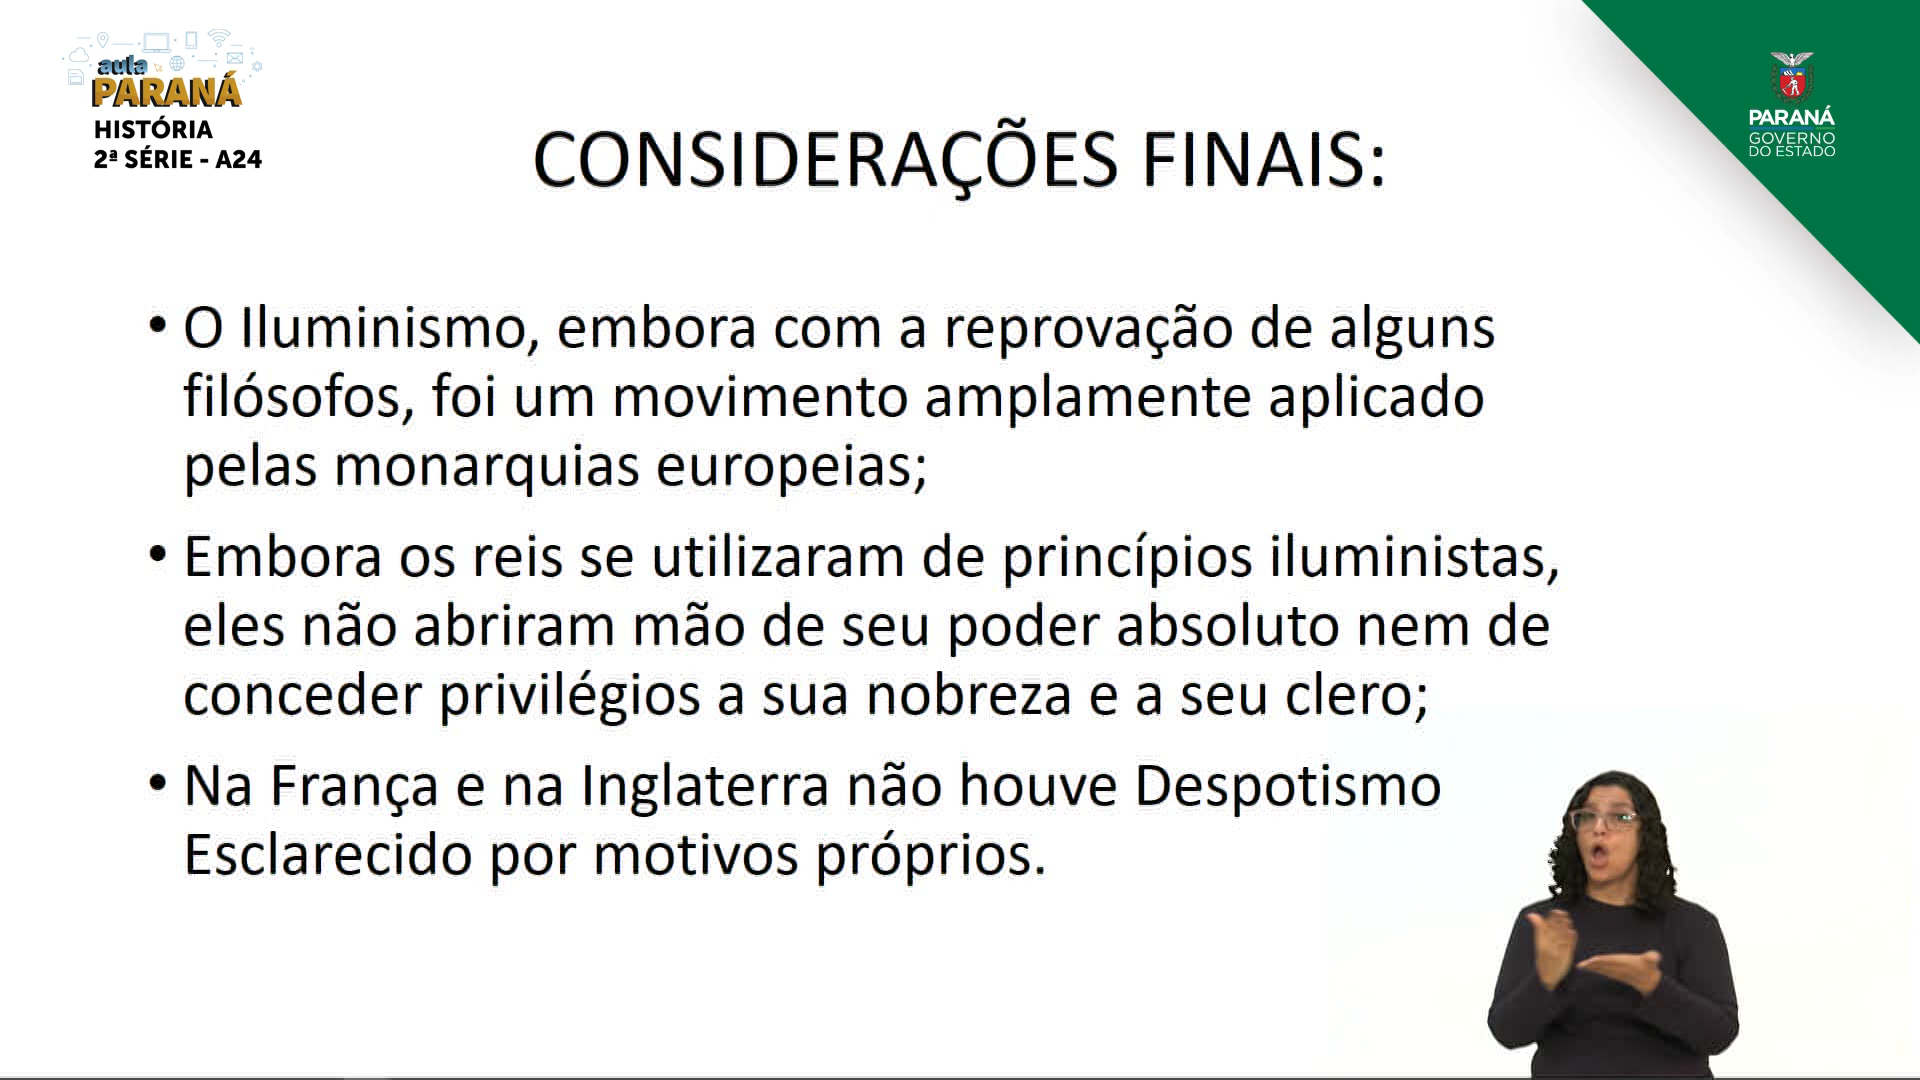 aula
PARANÁ
HISTÓRIA
2ª SÉRIE - A24
PARANÁ
GOVERNO
DO ESTADO
CONSIDERAÇÕES FINAIS:
• O Iluminismo, embora com a reprovação de alguns
filósofos, foi um movimento amplamente aplicado
pelas monarquias europeias;
• Embora os reis se utilizaram de princípios iluministas,
eles não abriram mão de seu poder absoluto nem de
conceder privilégios a sua nobreza e a seu clero;
• Na França e na Inglaterra não houve Despotismo
Esclarecido por motivos próprios.